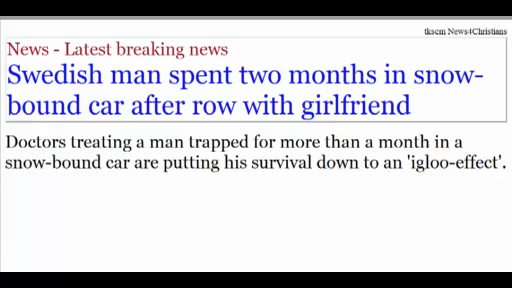 tksem News4Christians
News - Latest breaking news
Swedish man spent two months in snow-
bound car after row with girlfriend
Doctors treating a man trapped for more than a month in a
snow-bound car are putting his survival down to an 'igloo-effect'.